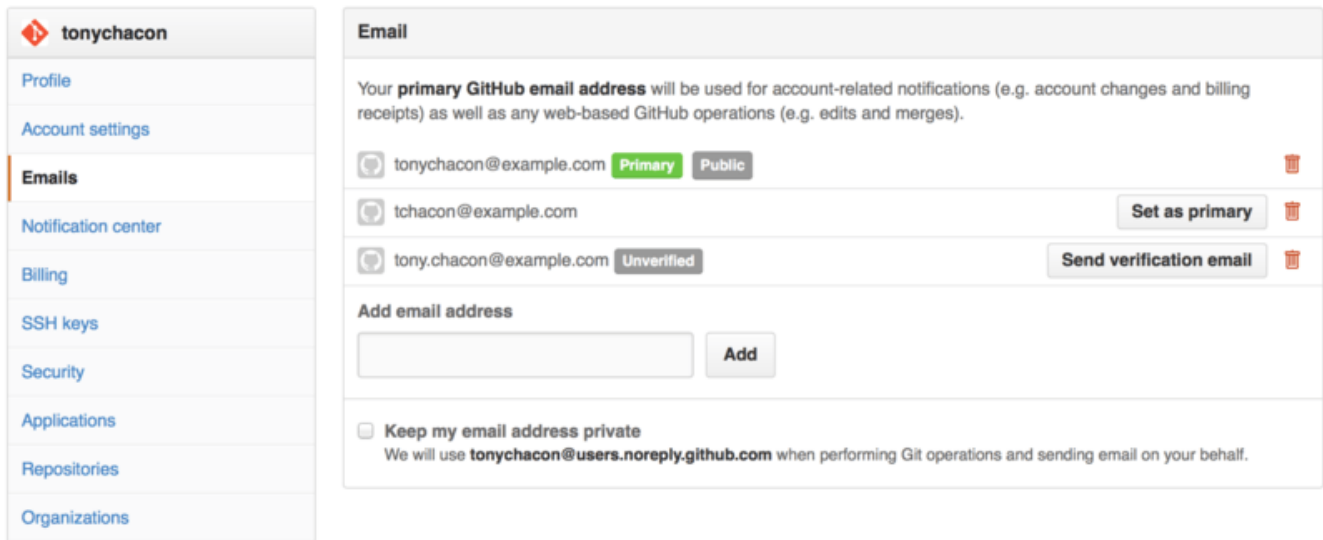 tonychacon
Profile
Account settings
Emails
Notification center
Billing
SSH keys
Security
Applications
Repositories
Organizations
Email
Your primary GitHub email address will be used for account-related notifications (e.g. account changes and billing
receipts) as well as any web-based GitHub operations (e.g. edits and merges).
tonychacon@example.com Primary Public
tchacon@example.com Set as primary
tony.chacon@example.com Unverified Send verification email
Add email address
Add
Keep my email address private
We will use tonychacon@users.noreply.github.com when performing Git operations and sending email on your behalf.